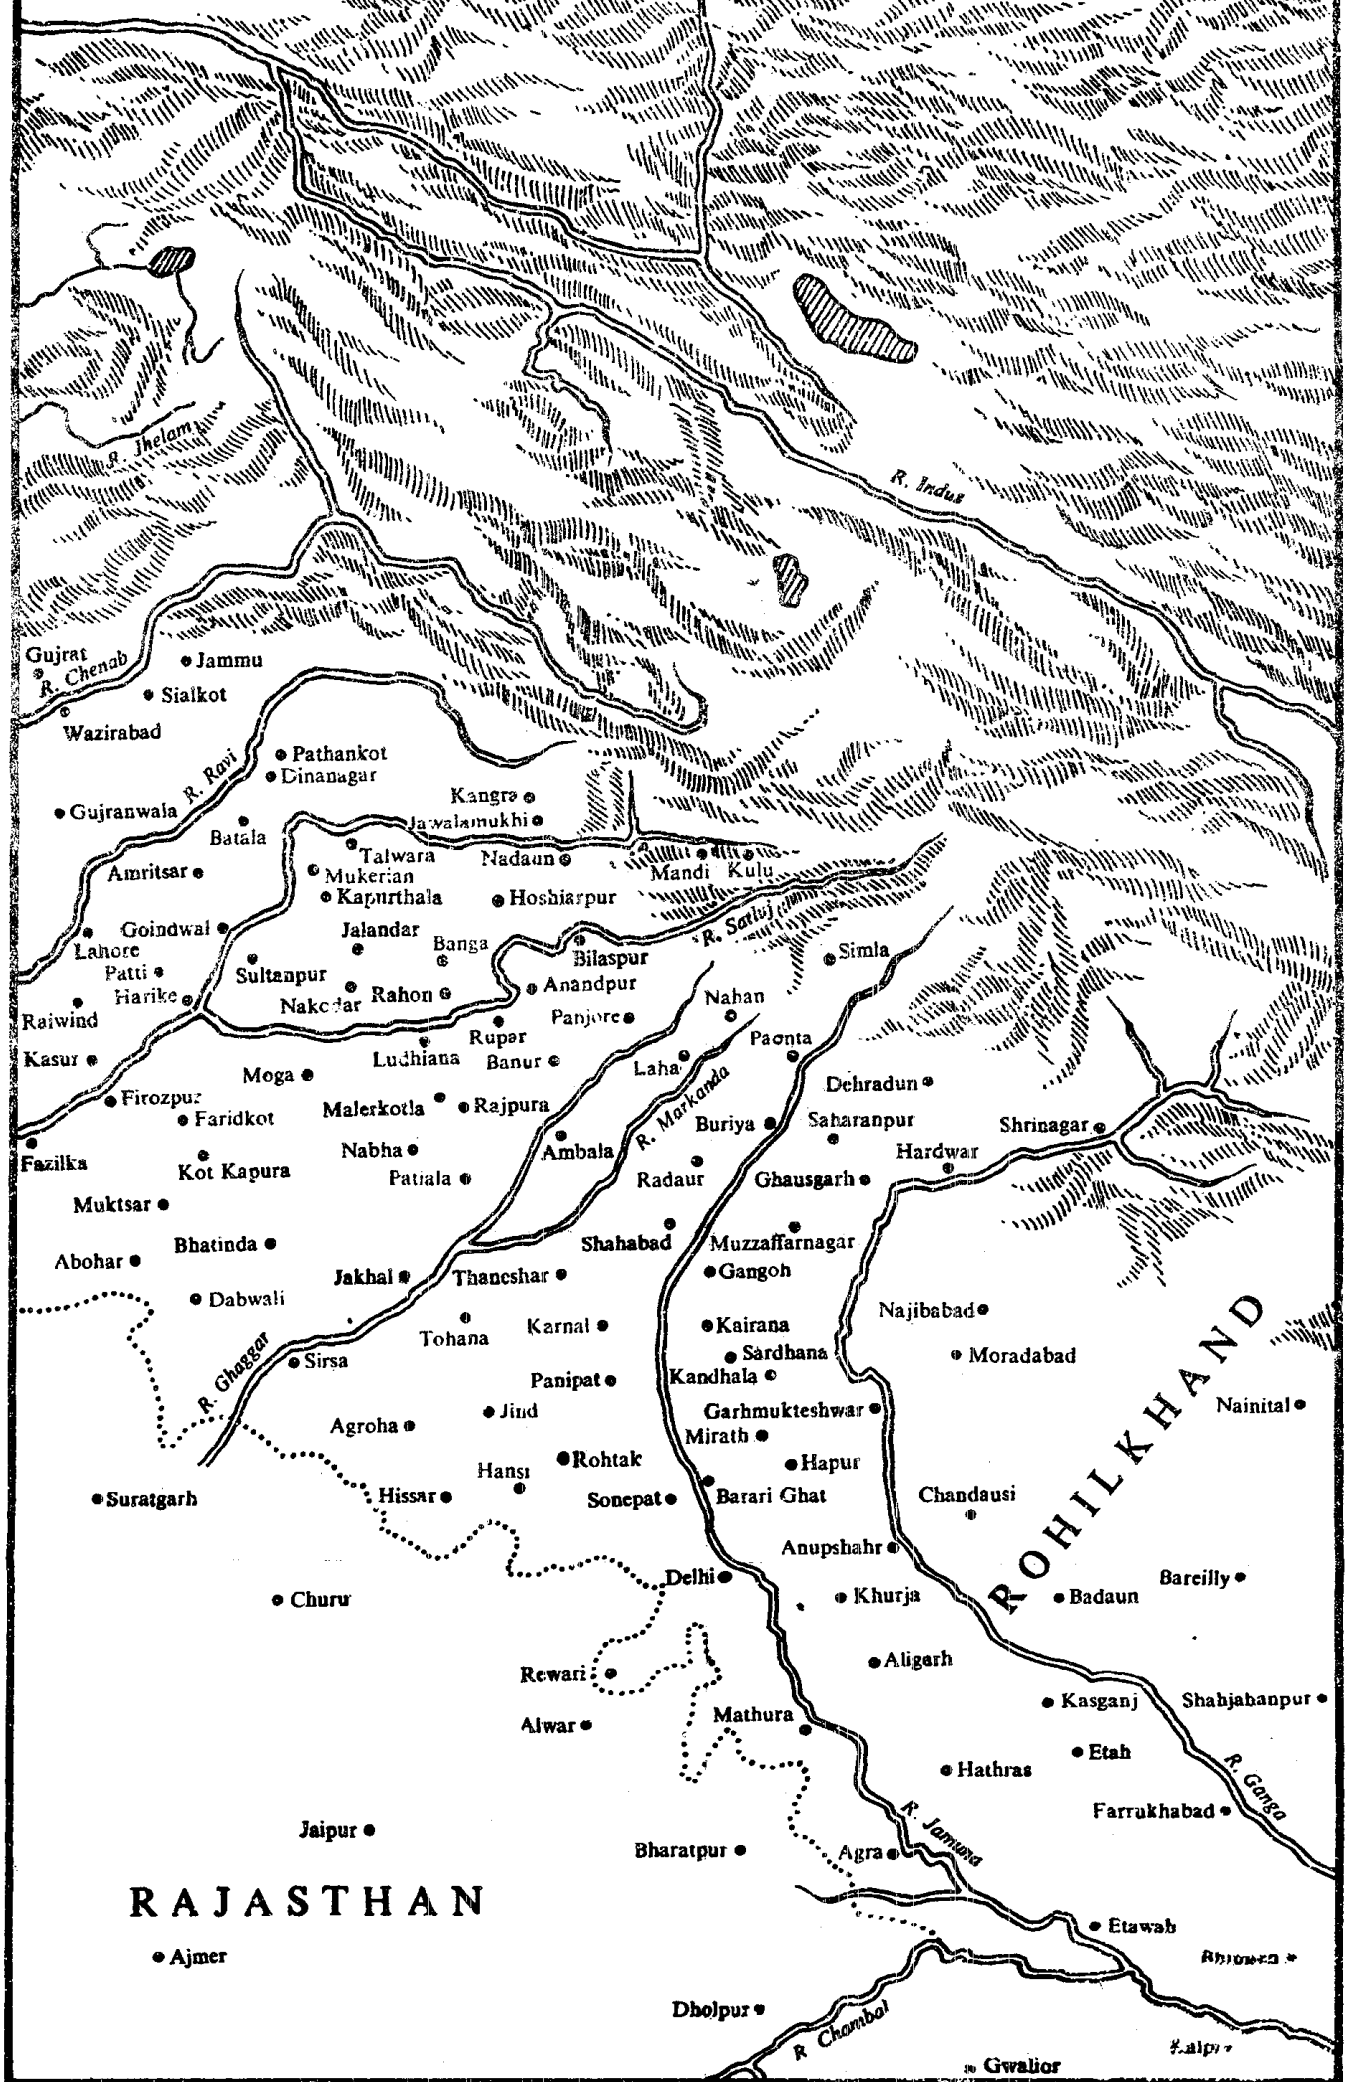 R. Jhelam
R. Indus
Gujrat
R. Chenab
Jammu
Sialkot
Wazirabad
R. Ravi
Pathankot
Dinanagar
Gujranwala
Kangra
Jawalamukhi
Batala
Talwara
Nadaun
Amritsar
Mukerian
Mandi
Kulu
Kapurthala
Hoshiarpur
Goindwal
Jalandar
R. Satluj
Lahore
Banga
Bilaspur
Simla
Patti
Sultanpur
Harike
Nakodar
Rahon
Anandpur
Nahan
Raiwind
Panjore
Rupar
Paonta
Kasur
Ludhiana
Banur
Laha
Moga
R. Markanda
Dehradun
Firozpur
Malerkotla
Rajpura
Faridkot
Buriya
Saharanpur
Shrinagar
Fazilka
Nabha
Ambala
Hardwar
Kot Kapura
Patiala
Radaur
Ghausgarh
Muktsar
Shahabad
Muzzaffarnagar
Abohar
Bhatinda
Jakhal
Thaneshar
Gangoh
Dabwali
Najibabad
Tohana
Karnal
Kairana
R. Ghaggar
Sirsa
Sardhana
Moradabad
Panipat
Kandhala
ROHILKHAND
Jind
Garhmukteshwar
Nainital
Agroha
Mirath
Rohtak
Hapur
Hansi
Suratgarh
Hissar
Sonepat
Barari Ghat
Chandausi
Anupshahr
Delhi
Bareilly
Churu
Khurja
Badaun
Rewari
Aligarh
Kasganj
Shahjahanpur
Alwar
Mathura
Etah
Hathras
R. Ganga
Farrukhabad
Jaipur
R. Jamuna
Bharatpur
Agra
RAJASTHAN
Etawah
Ajmer
Dholpur
R. Chambal
Gwalior